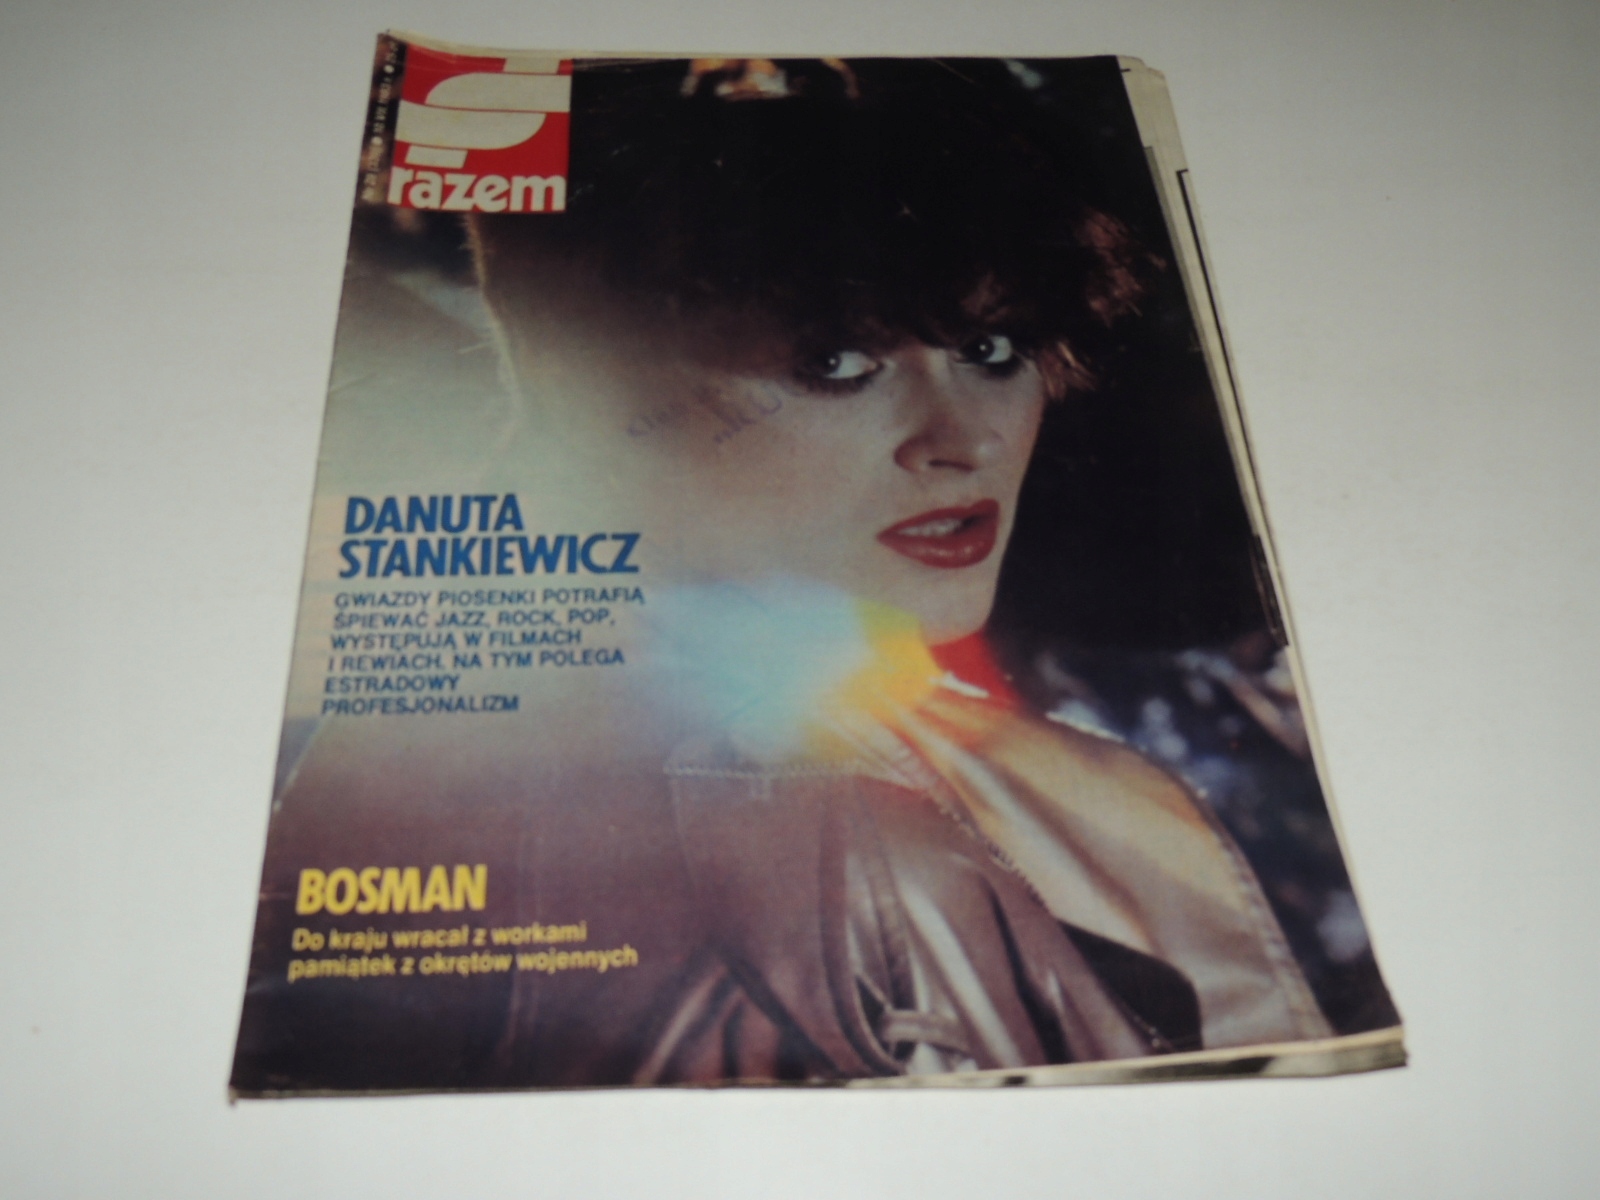 razem
DANUTA
STANKIEWICZ
GWIAZDY PIOSENKI POTRAFIĄ
ŚPIEWAĆ JAZZ, ROCK, POP,
WYSTĘPUJĄ W FILMACH
I REWIACH. NA TYM POLEGA
ESTRADOWY
PROFESJONALIZM
BOSMAN
Do kraju wracał z workami
pamiątek z okrętów wojennych